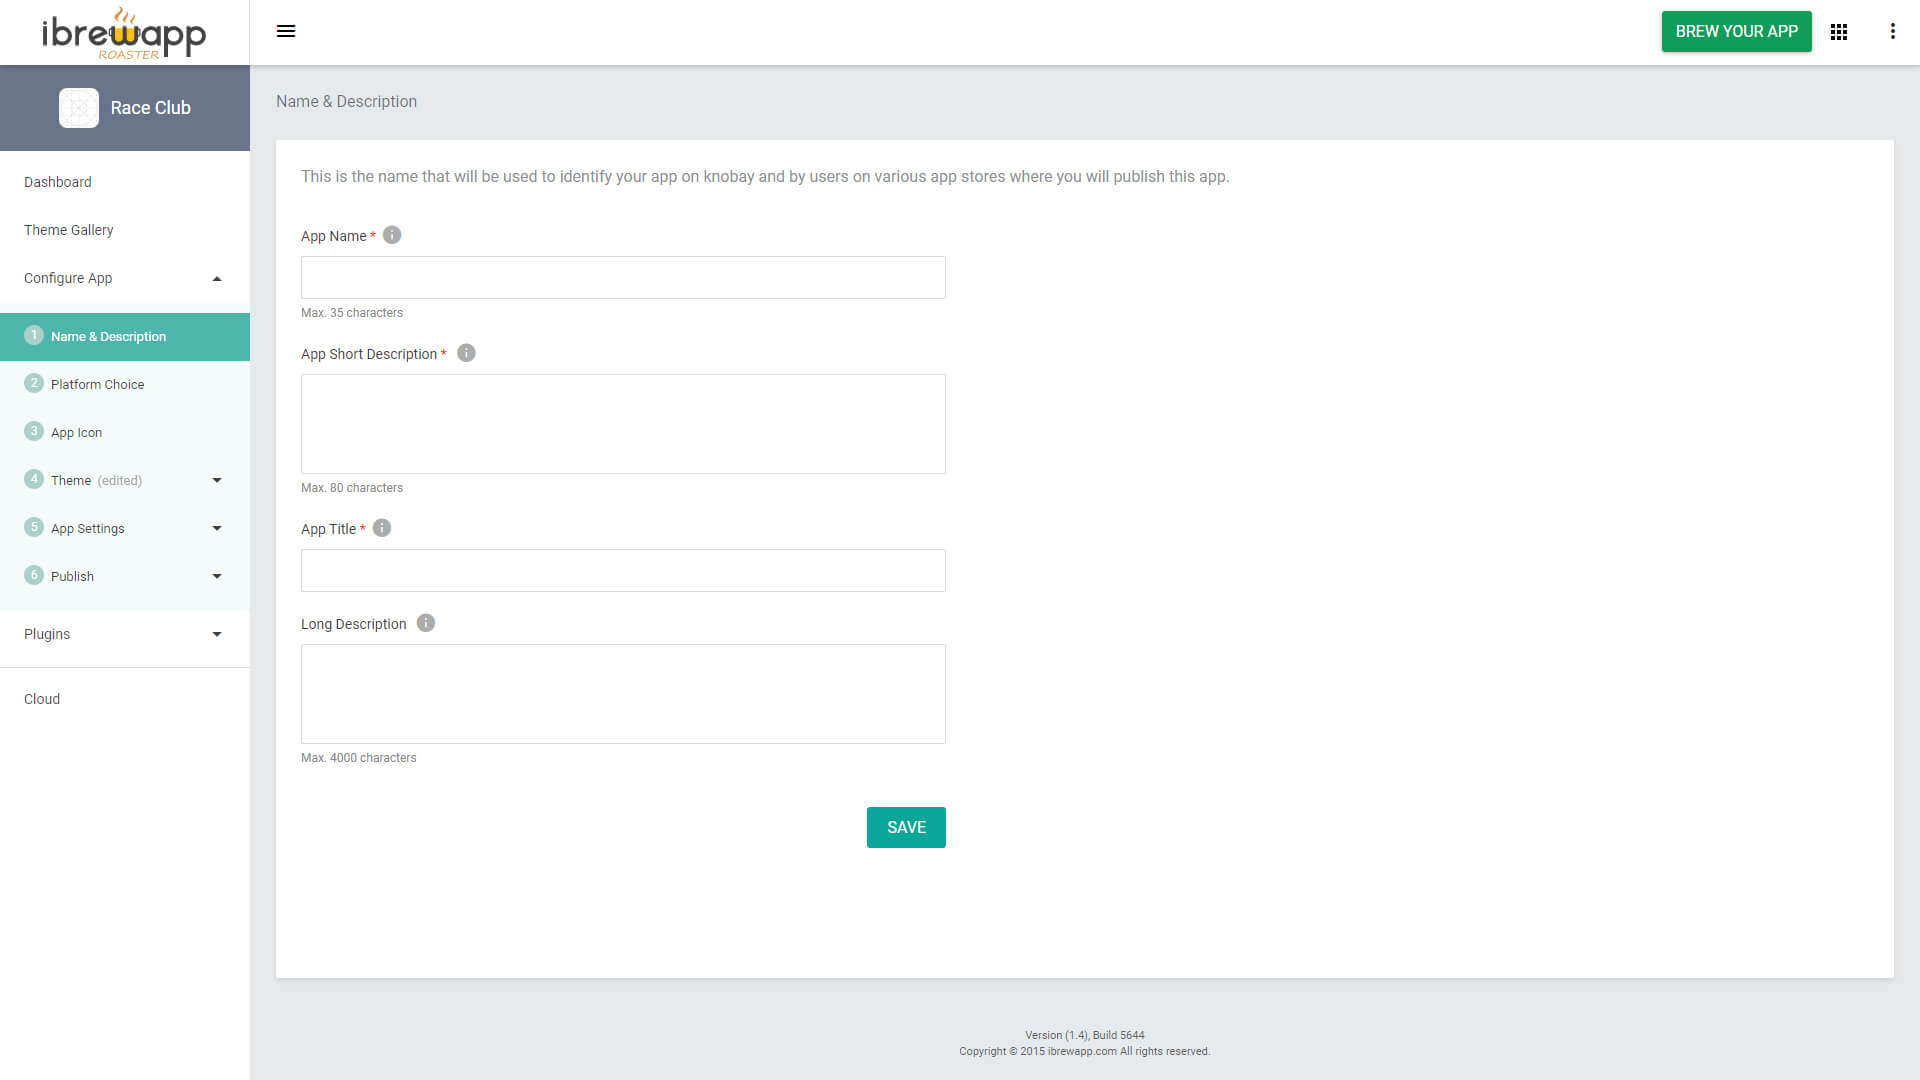 ibrewapp
ROASTER
BREW YOUR APP
Race Club
Dashboard
Theme Gallery
Configure App
1 Name & Description
2 Platform Choice
3 App Icon
4 Theme (edited)
5 App Settings
6 Publish
Plugins
Cloud
Name & Description
This is the name that will be used to identify your app on knobay and by users on various app stores where you will publish this app.
App Name *
Max. 35 characters
App Short Description *
Max. 80 characters
App Title *
Long Description
Max. 4000 characters
SAVE
Version (1.4), Build 5644
Copyright © 2015 ibrewapp.com All rights reserved.